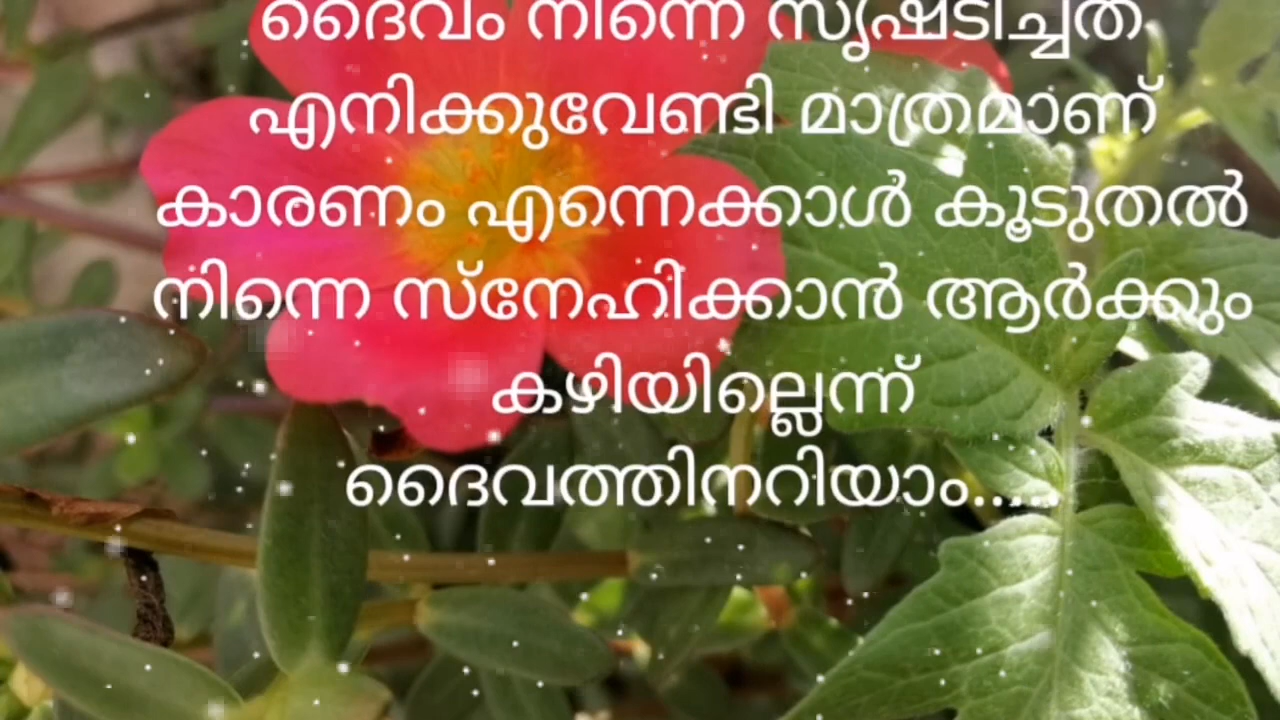 ദൈവം നിന്നെ സൃഷ്ടിച്ചത്
എനിക്കുവേണ്ടി മാത്രമാണ്
കാരണം എന്നെക്കാൾ കൂടുതൽ
നിന്നെ സ്നേഹിക്കാൻ ആർക്കും
കഴിയില്ലെന്ന്
ദൈവത്തിനറിയാം.....